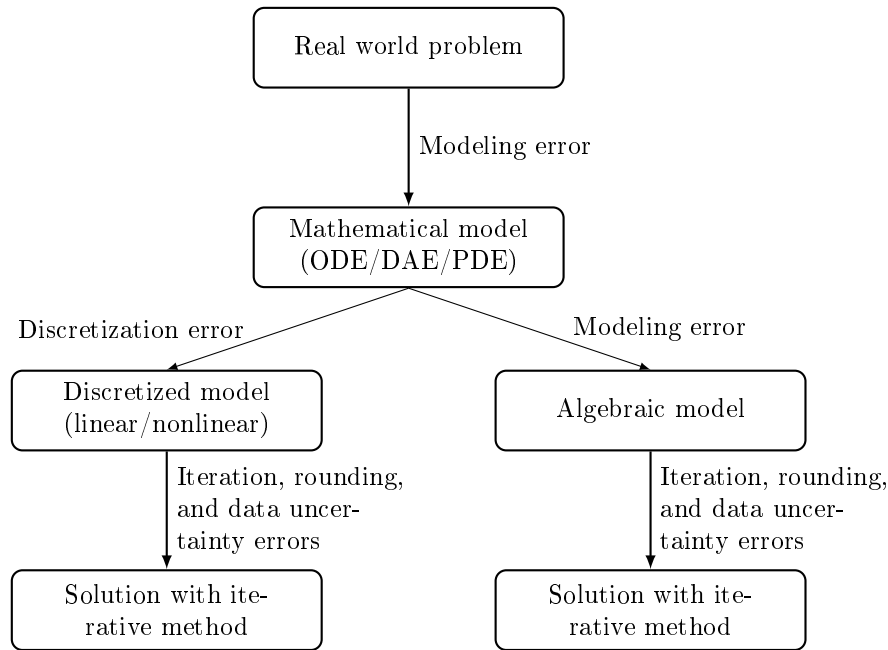 Real world problem
Modeling error
Mathematical model
(ODE/DAE/PDE)
Discretization error
Modeling error
Discretized model
(linear/nonlinear)
Algebraic model
Iteration, rounding,
and data uncer-
tainty errors
Iteration, rounding,
and data uncer-
tainty errors
Solution with ite-
rative method
Solution with ite-
rative method